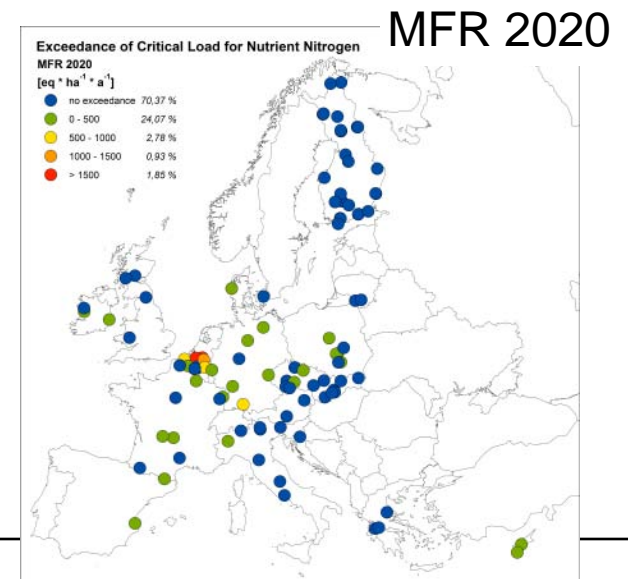 MFR 2020
Exceedance of Critical Load for Nutrient Nitrogen
MFR 2020
[eq * ha⁻¹ * a⁻¹]
no exceedance 70,37 %
0 - 500 24,07 %
500 - 1000 2,78 %
1000 - 1500 0,93 %
> 1500 1,85 %